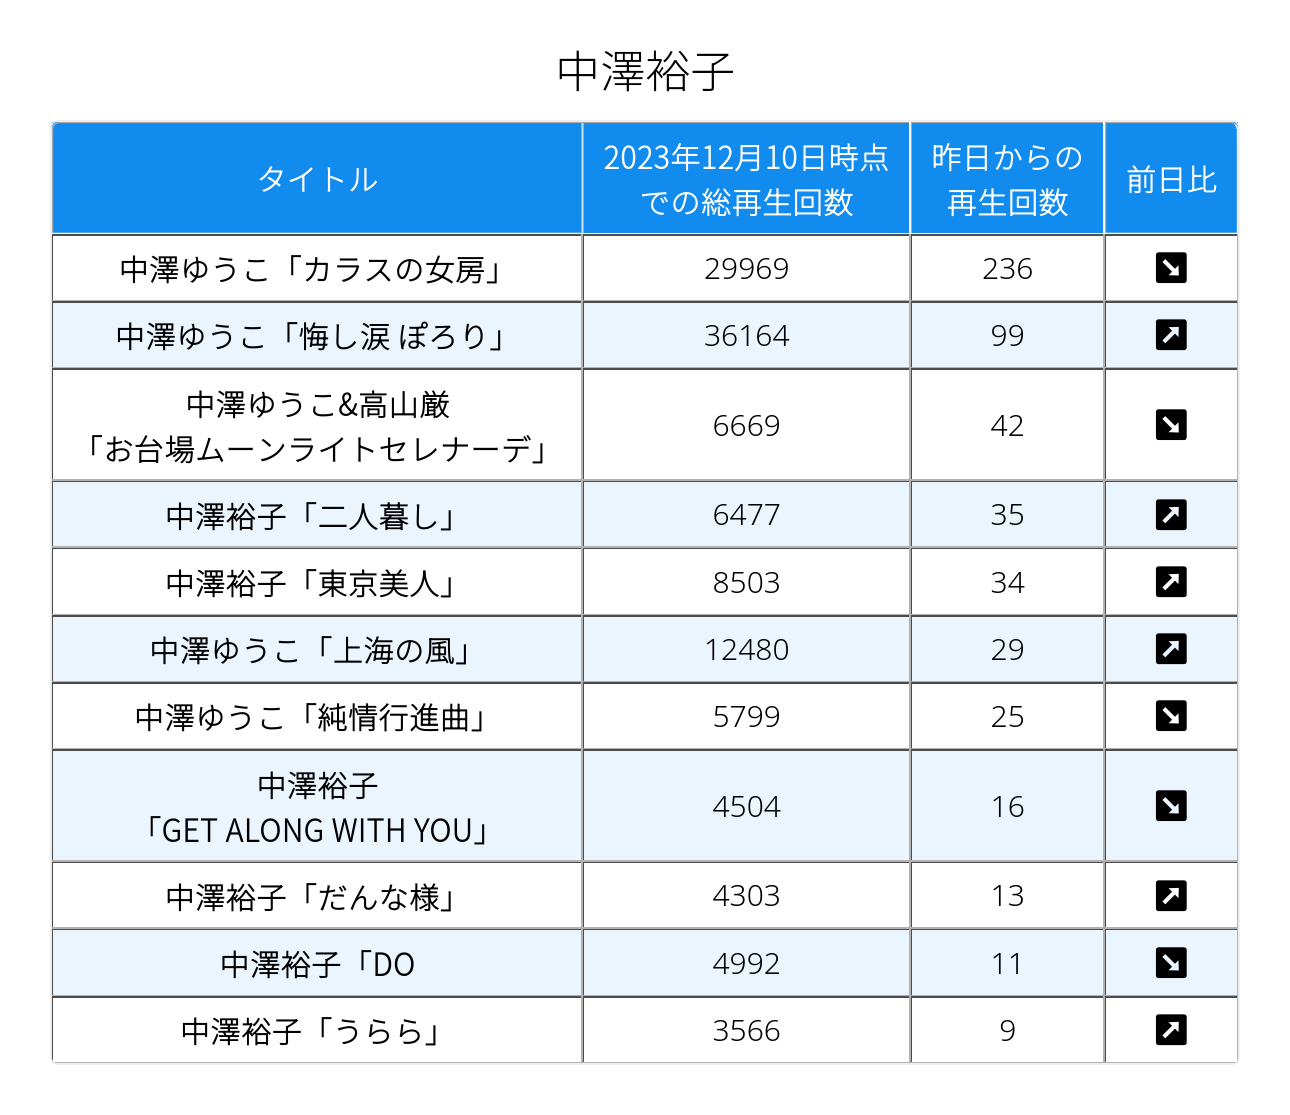 中澤裕子
タイトル
2023年12月10日時点
での総再生回数
昨日からの
再生回数
前日比
中澤ゆうこ「カラスの女房」 29969 236
中澤ゆうこ「悔し涙 ぽろり」 36164 99
中澤ゆうこ&高山厳
「お台場ムーンライトセレナーデ」 6669 42
中澤裕子「二人暮し」 6477 35
中澤裕子「東京美人」 8503 34
中澤ゆうこ「上海の風」 12480 29
中澤ゆうこ「純情行進曲」 5799 25
中澤裕子
「GET ALONG WITH YOU」 4504 16
中澤裕子「だんな様」 4303 13
中澤裕子「DO 4992 11
中澤裕子「うらら」 3566 9